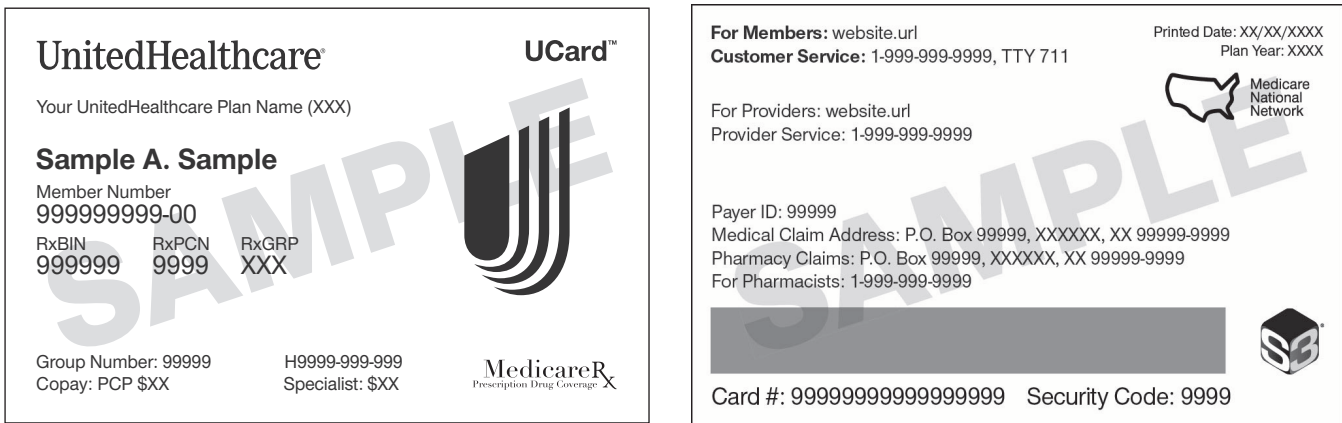 UnitedHealthcare®
UCard™
Your UnitedHealthcare Plan Name (XXX)
Sample A. Sample
Member Number
999999999-00
RxBIN RxPCN RxGRP
999999 9999 XXX
Group Number: 99999 H9999-999-999
Copay: PCP $XX Specialist: $XX
MedicareRx
Prescription Drug Coverage
SAMPLE
For Members: website.url
Customer Service: 1-999-999-9999, TTY 711
Printed Date: XX/XX/XXXX
Plan Year: XXXX
Medicare
National
Network
For Providers: website.url
Provider Service: 1-999-999-9999
Payer ID: 99999
Medical Claim Address: P.O. Box 99999, XXXXXX, XX 99999-9999
Pharmacy Claims: P.O. Box 99999, XXXXXX, XX 99999-9999
For Pharmacists: 1-999-999-9999
S3®
Card #: 99999999999999999 Security Code: 9999
SAMPLE